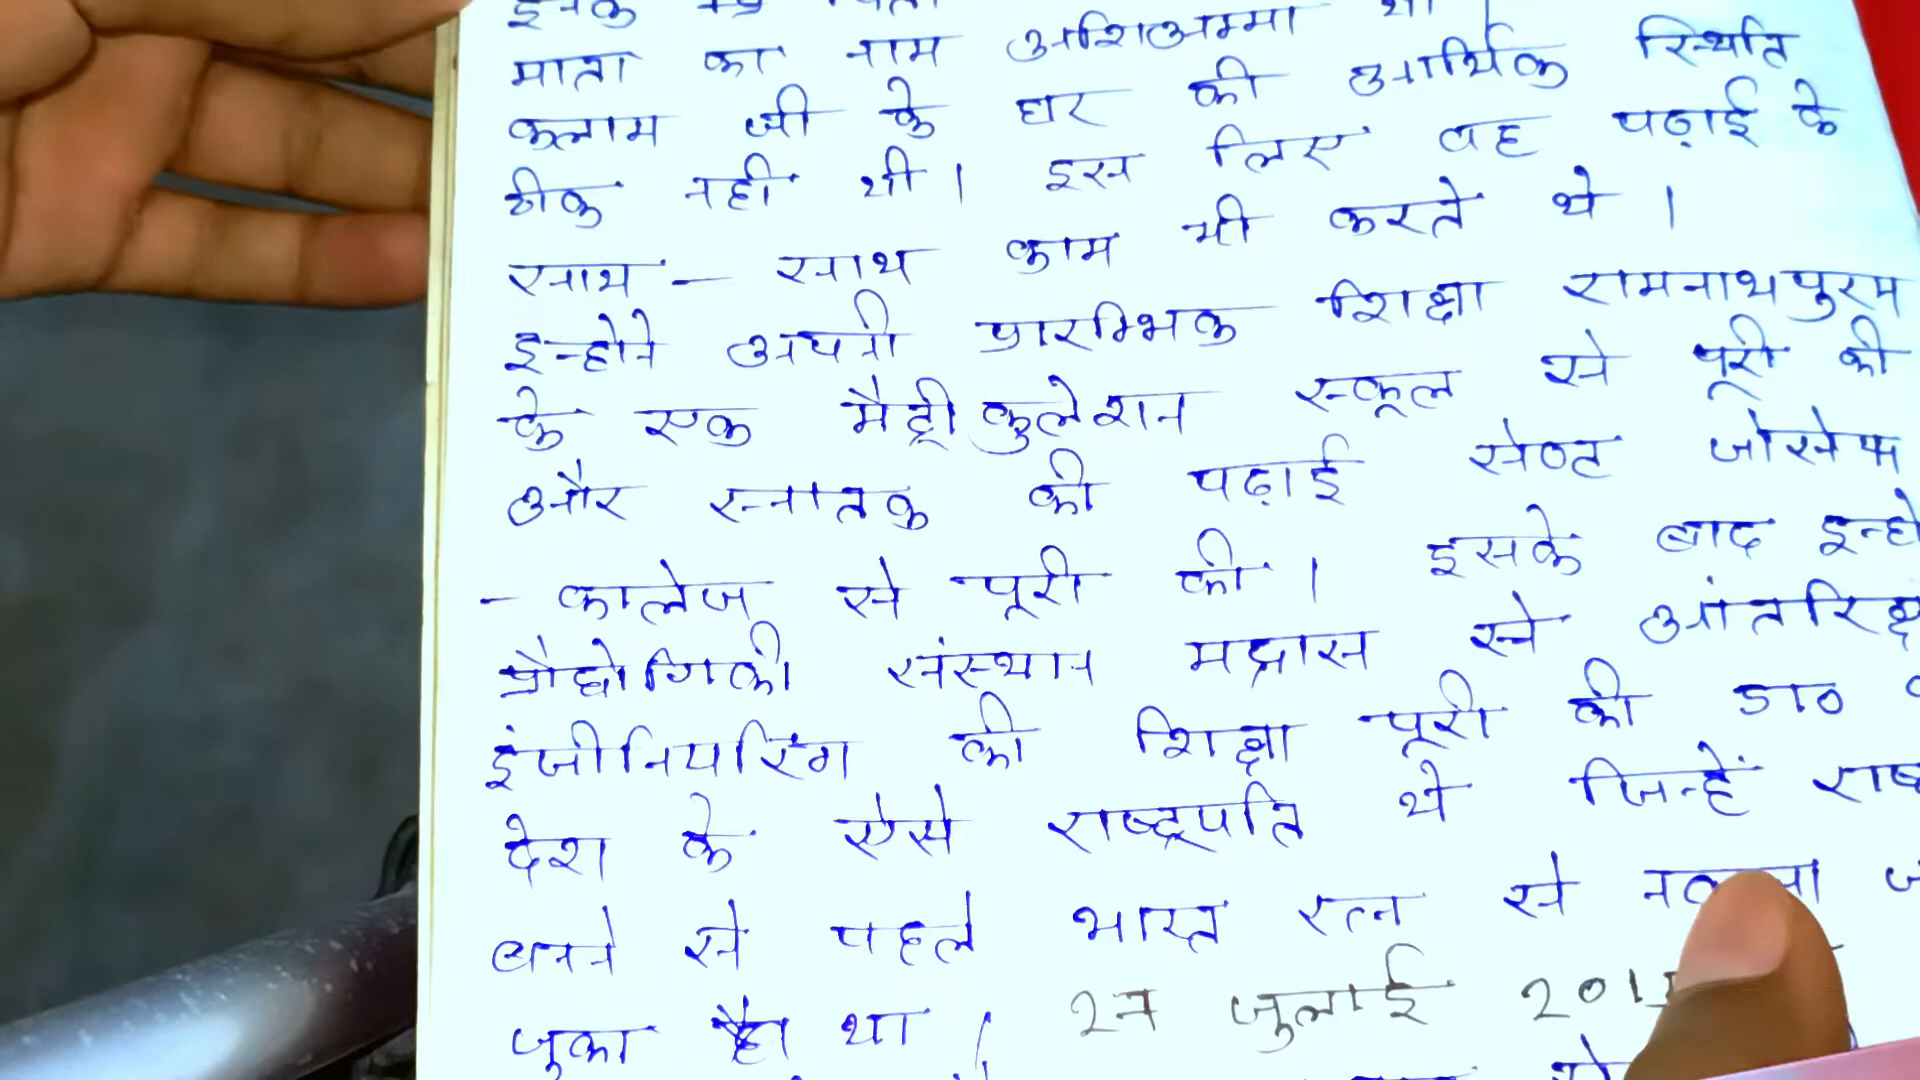 माता का नाम अशिअम्मा था।
कलाम जी के घर की आर्थिक स्थिति
ठीक नही थी। इस लिए वह पढ़ाई के
साथ - साथ काम भी करते थे।
इन्होने अपनी प्रारम्भिक शिक्षा रामनाथपुरम
के एक मैट्रीकुलेशन स्कूल से पूरी की
और स्नातक की पढ़ाई सेण्ट जोसेफ
- कालेज से पूरी की। इसके बाद इन्हो
प्रौद्योगिकी संस्थान मद्रास से आंतरिक्ष
इंजीनियरिंग की शिक्षा पूरी की डा०
देश के ऐसे राष्ट्रपति थे जिन्हें राष्ट
बनने से पहले भारत रत्न से
चुका था। 27 जुलाई 201